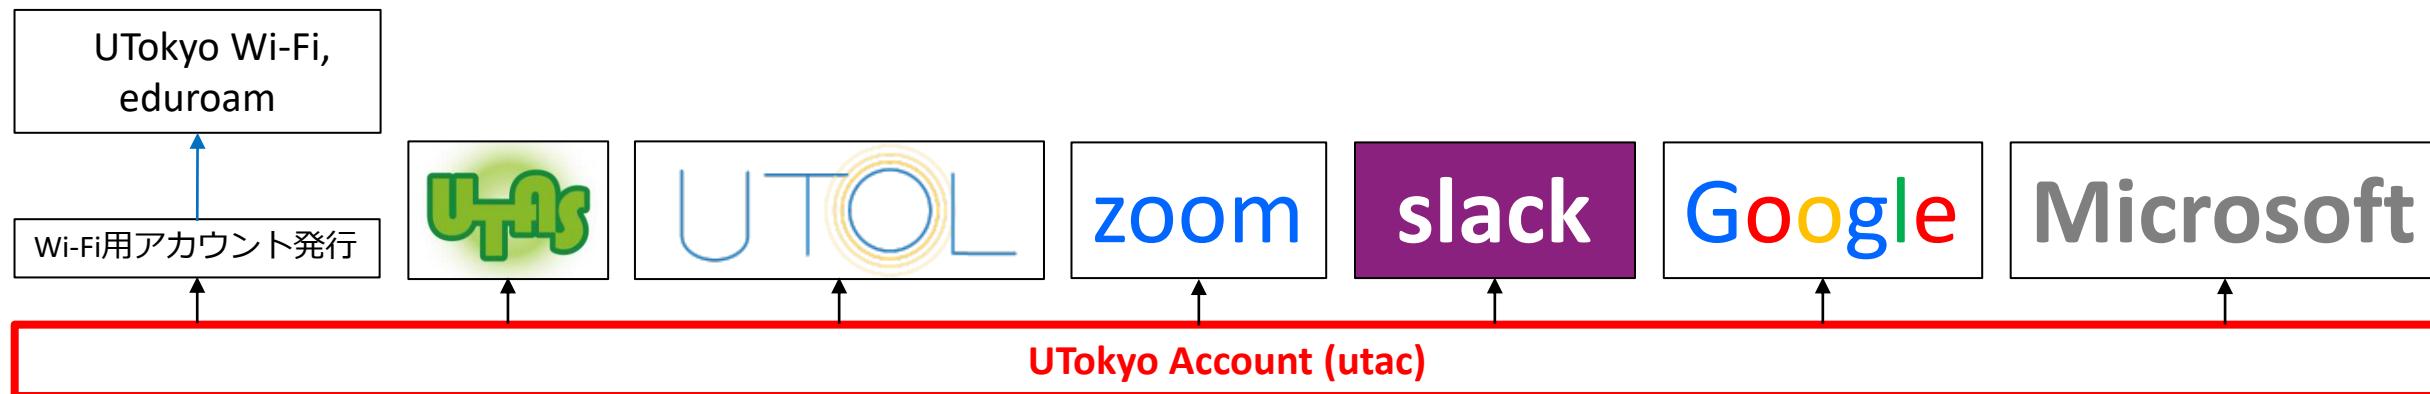 UTokyo Wi-Fi,
eduroam
Wi-Fi用アカウント発行
UTAS
UTOL
zoom
slack
Google
Microsoft
UTokyo Account (utac)